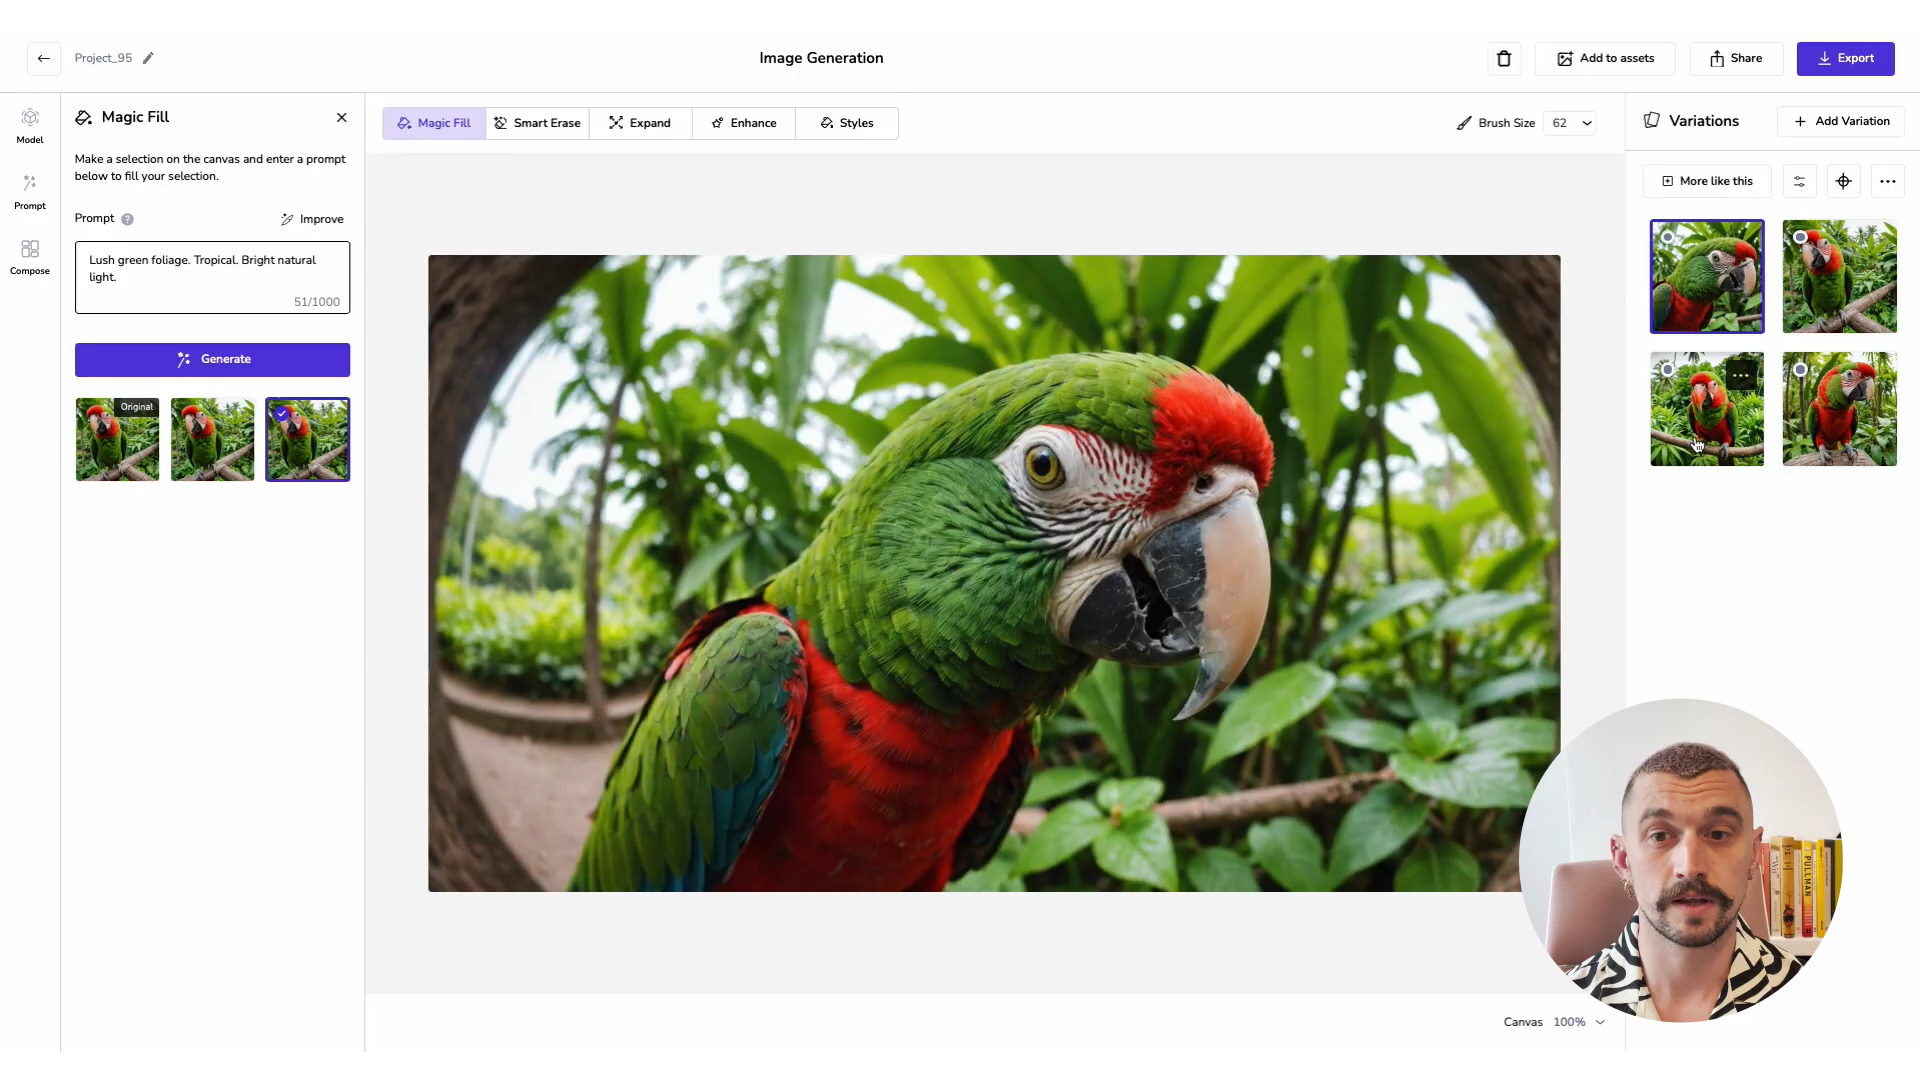 Project_95
Image Generation
Add to assets
Share
Export
Model
Prompt
Compose
Magic Fill
Make a selection on the canvas and enter a prompt
below to fill your selection.
Prompt
?
Improve
Lush green foliage. Tropical. Bright natural
light.
51/1000
Generate
Original
Magic Fill
Smart Erase
Expand
Enhance
Styles
Brush Size
62
Variations
Add Variation
More like this
PULLMAN
Canvas 100%